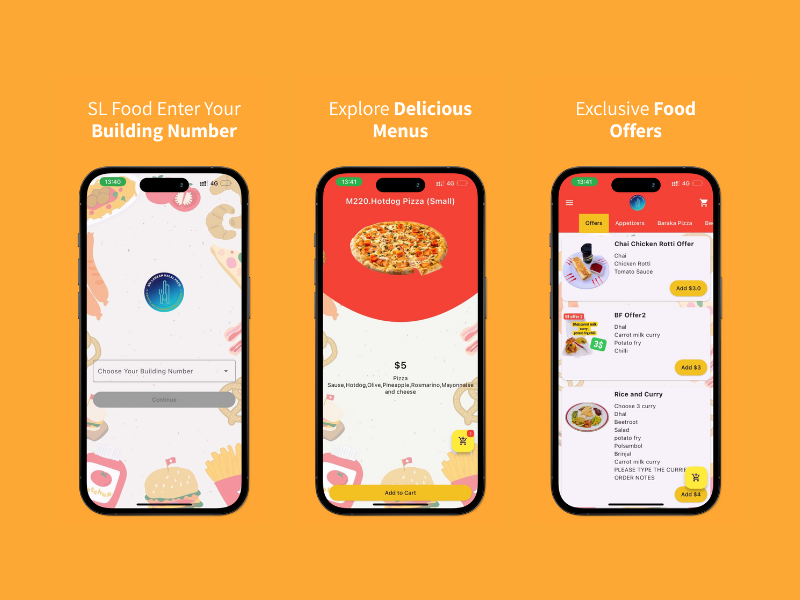 SL Food Enter Your
Building Number
13:40
4G
Choose Your Building Number
Continue
Explore Delicious
Menus
13:41
4G
M220.Hotdog Pizza (Small)
$5
Pizza
Sause,Hotdog,Olive,Pineapple,Rosmarino,Mayonnaise
and cheese
Add to Cart
Exclusive Food
Offers
13:41
4G
Offers
Appetizers
Baraka Pizza
Chai Chicken Rotti Offer
Chai
Chicken Rotti
Tomato Sauce
Add $3.0
BF Offer2
Dhal
Carrot milk curry
Potato fry
Chilli
3$
Add $3
Rice and Curry
Choose 3 curry
Dhal
Beetroot
Salad
potato fry
Polsambol
Brinjal
Carrot milk curry
PLEASE TYPE THE CURRIE
ORDER NOTES
Add $4